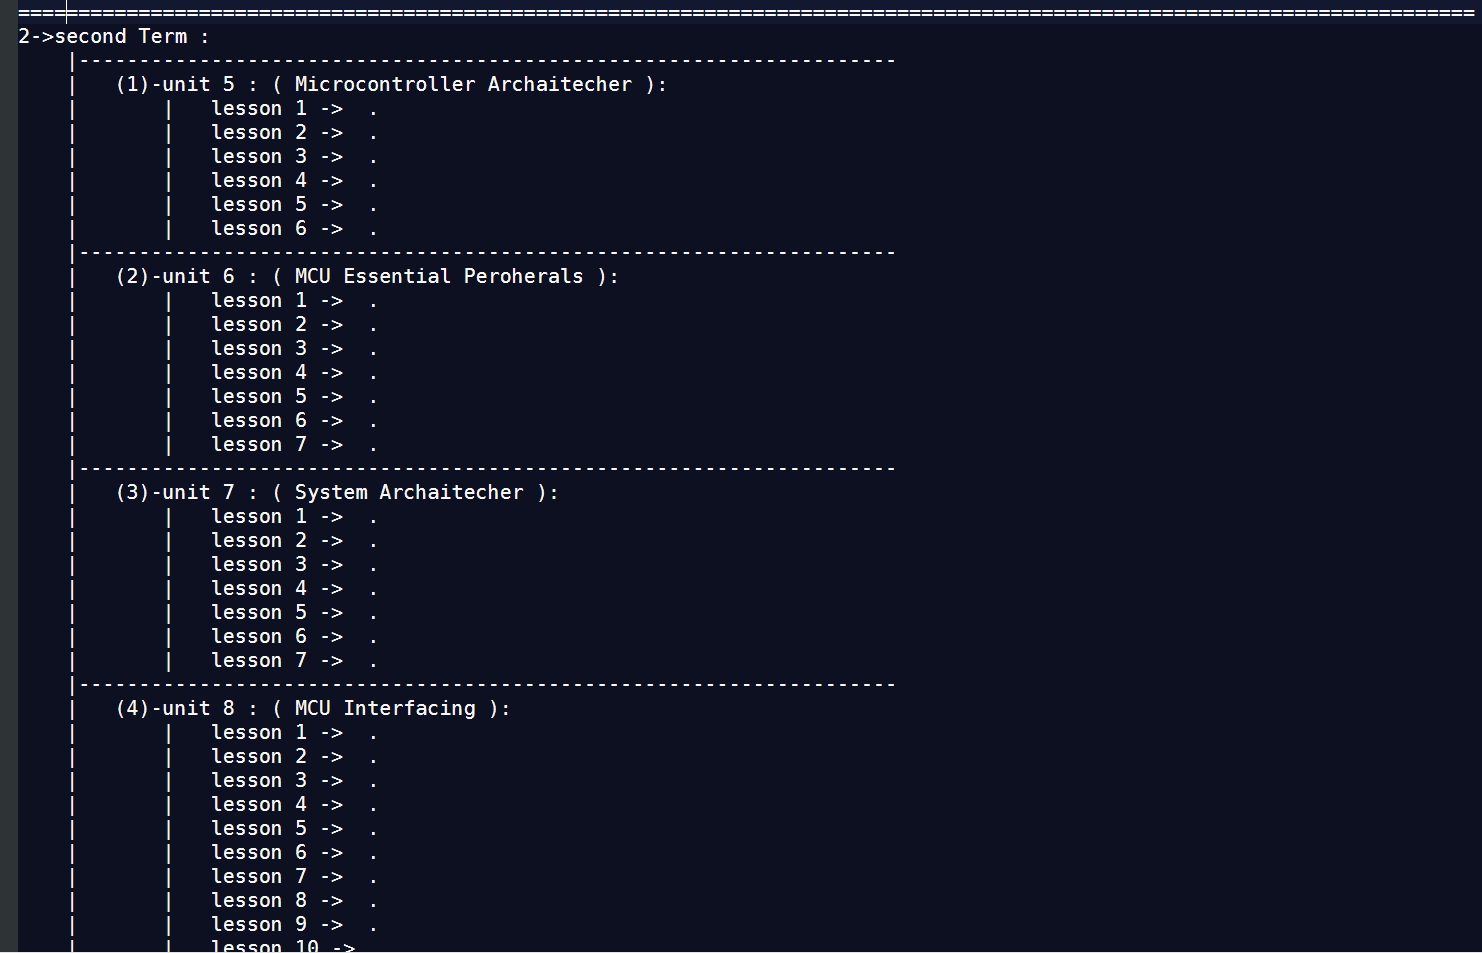 =========================================================================================================================
2->second Term :
    |--------------------------------------------------------------------
    |   (1)-unit 5 : ( Microcontroller Archaitecher ):
    |       |   lesson 1 ->  .
    |       |   lesson 2 ->  .
    |       |   lesson 3 ->  .
    |       |   lesson 4 ->  .
    |       |   lesson 5 ->  .
    |       |   lesson 6 ->  .
    |--------------------------------------------------------------------
    |   (2)-unit 6 : ( MCU Essential Peroherals ):
    |       |   lesson 1 ->  .
    |       |   lesson 2 ->  .
    |       |   lesson 3 ->  .
    |       |   lesson 4 ->  .
    |       |   lesson 5 ->  .
    |       |   lesson 6 ->  .
    |       |   lesson 7 ->  .
    |--------------------------------------------------------------------
    |   (3)-unit 7 : ( System Archaitecher ):
    |       |   lesson 1 ->  .
    |       |   lesson 2 ->  .
    |       |   lesson 3 ->  .
    |       |   lesson 4 ->  .
    |       |   lesson 5 ->  .
    |       |   lesson 6 ->  .
    |       |   lesson 7 ->  .
    |--------------------------------------------------------------------
    |   (4)-unit 8 : ( MCU Interfacing ):
    |       |   lesson 1 ->  .
    |       |   lesson 2 ->  .
    |       |   lesson 3 ->  .
    |       |   lesson 4 ->  .
    |       |   lesson 5 ->  .
    |       |   lesson 6 ->  .
    |       |   lesson 7 ->  .
    |       |   lesson 8 ->  .
    |       |   lesson 9 ->  .
    |       |   lesson 10 ->